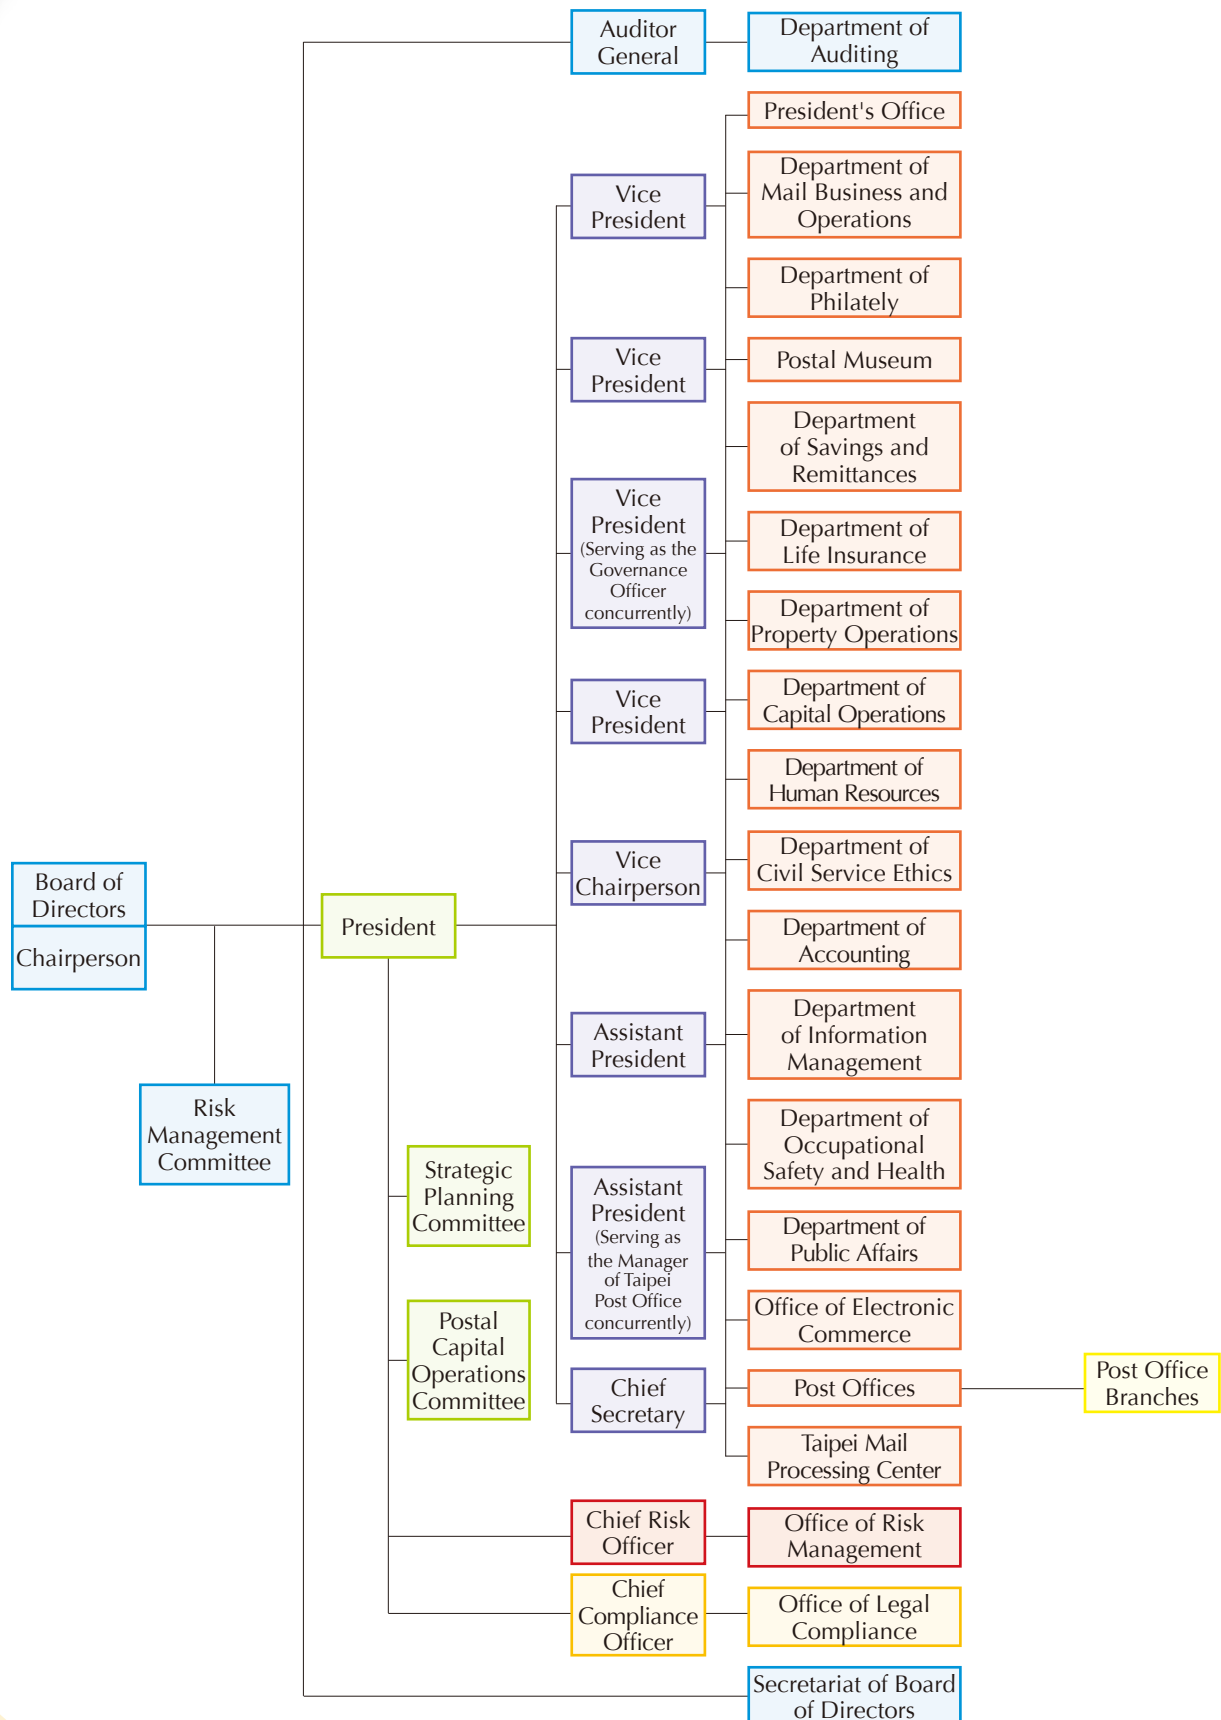 Auditor
General
Department of
Auditing
President's Office
Vice
President
Department of
Mail Business and
Operations
Department of
Philately
Vice
President
Postal Museum
Department
of Savings and
Remittances
Vice
President
(Serving as the
Governance
Officer
concurrently)
Department of
Life Insurance
Department of
Property Operations
Vice
President
Department of
Capital Operations
Department of
Human Resources
Board of
Directors
Chairperson
President
Vice
Chairperson
Department of
Civil Service Ethics
Department of
Accounting
Assistant
President
Department
of Information
Management
Risk
Management
Committee
Strategic
Planning
Committee
Assistant
President
(Serving as
the Manager
of Taipei
Post Office
concurrently)
Department of
Occupational
Safety and Health
Department of
Public Affairs
Postal
Capital
Operations
Committee
Office of Electronic
Commerce
Chief
Secretary
Post Offices
Post Office
Branches
Taipei Mail
Processing Center
Chief Risk
Officer
Office of Risk
Management
Chief
Compliance
Officer
Office of Legal
Compliance
Secretariat of Board
of Directors